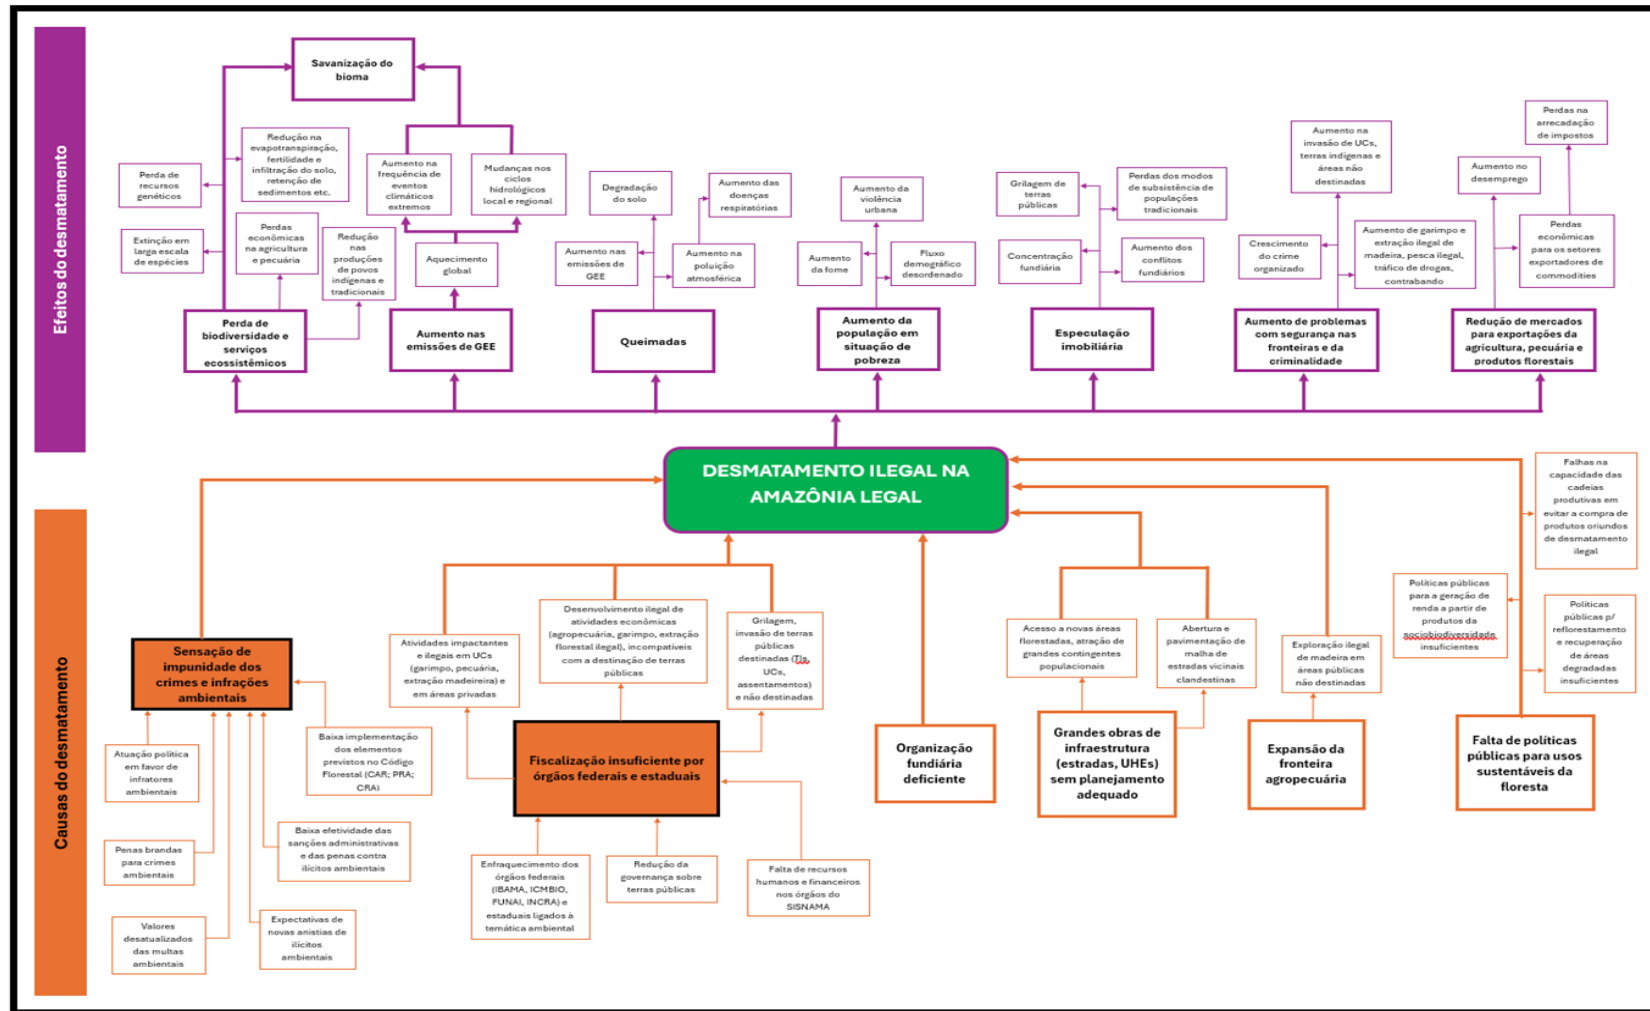 Efeitos do desmatamento
Savanização do
bioma
Redução na
evapotranspiração,
fertilidade e
infiltração do solo,
retenção de
sedimentos etc.
Perda de
recursos
genéticos
Extinção em
larga escala
de espécies
Perdas
econômicas
na agricultura
e pecuária
Redução
nas
produções
de povos
indígenas e
tradicionais
Aumento na
frequência de
eventos
climáticos
extremos
Mudanças nos
ciclos
hidrológicos
local e regional
Aquecimento
global
Degradação
do solo
Aumento das
doenças
respiratórias
Aumento nas
emissões de
GEE
Aumento na
poluição
atmosférica
Aumento da
violência
urbana
Aumento
da fome
Fluxo
demográfico
desordenado
Grilagem de
terras
públicas
Perdas dos modos
de subsistência de
populações
tradicionais
Concentração
fundiária
Aumento dos
conflitos
fundiários
Aumento na
invasão de UCs,
terras indígenas e
áreas não
destinadas
Crescimento
do crime
organizado
Aumento de garimpo e
extração ilegal de
madeira, pesca ilegal,
tráfico de drogas,
contrabando
Perdas na
arrecadação
de impostos
Aumento no
desemprego
Perdas
econômicas
para os setores
exportadores de
commodities
Perda de
biodiversidade e
serviços
ecossistêmicos
Aumento nas
emissões de GEE
Queimadas
Aumento da
população em
situação de
pobreza
Especulação
imobiliária
Aumento de problemas
com segurança nas
fronteiras e da
criminalidade
Redução de mercados
para exportações da
agricultura, pecuária e
produtos florestais
DESMATAMENTO ILEGAL NA
AMAZÔNIA LEGAL
Causas do desmatamento
Sensação de
impunidade dos
crimes e infrações
ambientais
Atuação política
em favor de
infratores
ambientais
Baixa implementação
dos elementos
previstos no Código
Florestal (CAR; PRA;
CRA)
Penas brandas
para crimes
ambientais
Baixa efetividade das
sanções administrativas
e das penas contra
ilícitos ambientais
Valores
desatualizados
das multas
ambientais
Expectativas de
novas anistias de
ilícitos
ambientais
Atividades impactantes
e ilegais em UCs
(garimpo, pecuária,
extração madeireira) e
em áreas privadas
Desenvolvimento ilegal de
atividades econômicas
(agropecuária, garimpo, extração
florestal ilegal), incompatíveis
com a destinação de terras
públicas
Grilagem,
invasão de terras
públicas
destinadas (TIs,
UCs,
assentamentos)
e não destinadas
Fiscalização insuficiente por
órgãos federais e estaduais
Enfraquecimento dos
órgãos federais
(IBAMA, ICMBIO,
FUNAI, INCRA) e
estaduais ligados à
temática ambiental
Redução da
governança sobre
terras públicas
Falta de recursos
humanos e financeiros
nos órgãos do
SISNAMA
Organização
fundiária
deficiente
Acesso a novas áreas
florestadas, atração de
grandes contingentes
populacionais
Abertura e
pavimentação de
malha de
estradas vicinais
clandestinas
Grandes obras de
infraestrutura
(estradas, UHEs)
sem planejamento
adequado
Exploração ilegal
de madeira em
áreas públicas
não destinadas
Expansão da
fronteira
agropecuária
Falhas na
capacidade das
cadeias
produtivas em
evitar a compra de
produtos oriundos
de desmatamento
ilegal
Políticas públicas
para a geração de
renda a partir de
produtos da
sociobiodiversidade
insuficientes
Políticas
públicas p/
reflorestamento
e recuperação
de áreas
degradadas
insuficientes
Falta de políticas
públicas para usos
sustentáveis da
floresta